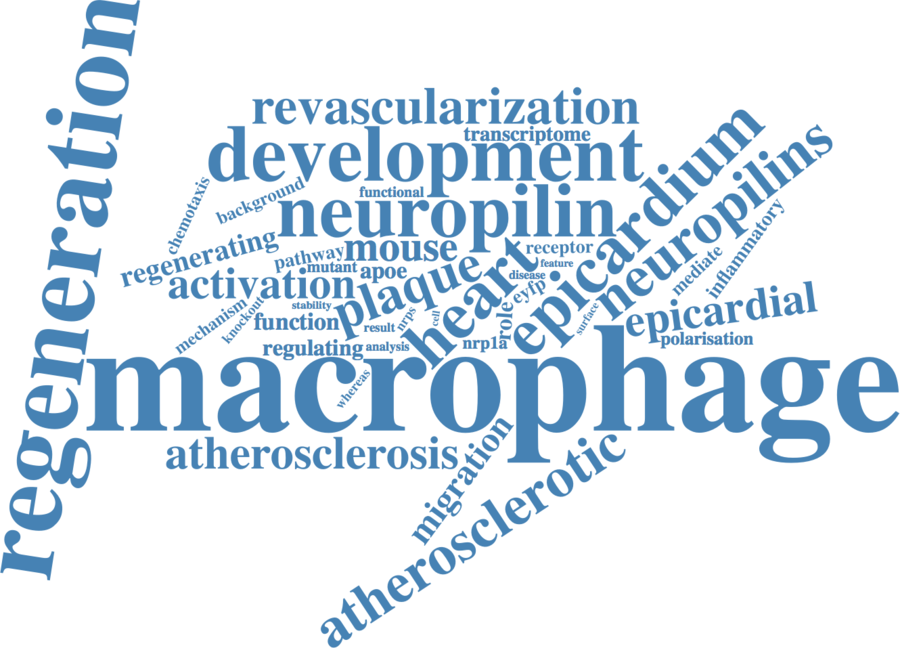 regeneration
revascularization
transcriptome
development
chemotaxis
background
functional
neuropilin
epicardium
neuropilins
regenerating
pathway
mouse
receptor
inflammatory
mutant
apoe
feature
disease
mediate
activation
plaque
heart
eyfp
mechanism
knockout
stability
function
result
nrps
cell
role
surface
epicardial
regulating
analysis
nrp1a
polarisation
macrophage
whereas
atherosclerosis
migration
atherosclerotic